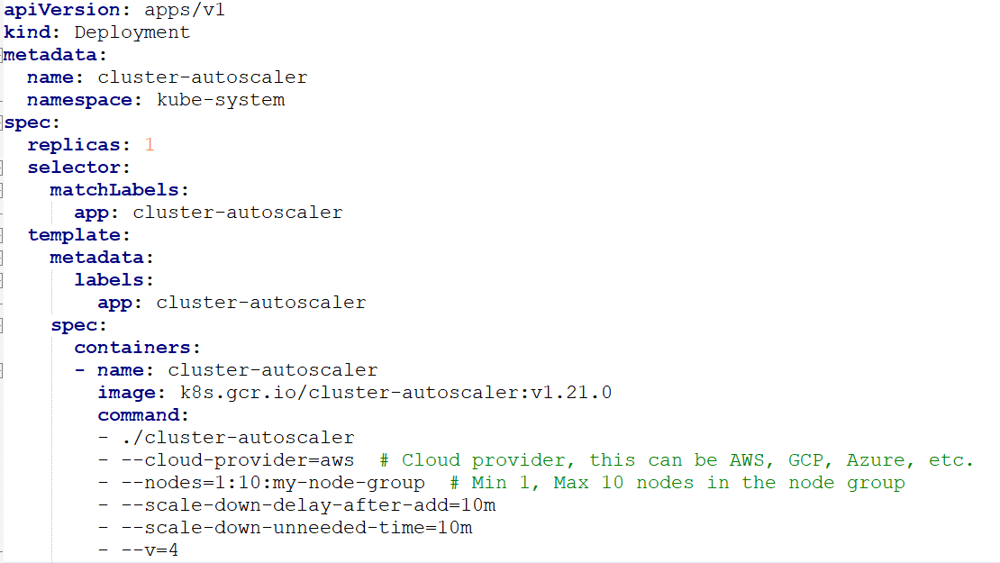 apiVersion: apps/v1
kind: Deployment
metadata:
  name: cluster-autoscaler
  namespace: kube-system
spec:
  replicas: 1
  selector:
    matchLabels:
      app: cluster-autoscaler
  template:
    metadata:
      labels:
        app: cluster-autoscaler
    spec:
      containers:
      - name: cluster-autoscaler
        image: k8s.gcr.io/cluster-autoscaler:v1.21.0
        command:
        - ./cluster-autoscaler
        - --cloud-provider=aws  # Cloud provider, this can be AWS, GCP, Azure, etc.
        - --nodes=1:10:my-node-group  # Min 1, Max 10 nodes in the node group
        - --scale-down-delay-after-add=10m
        - --scale-down-unneeded-time=10m
        - --v=4